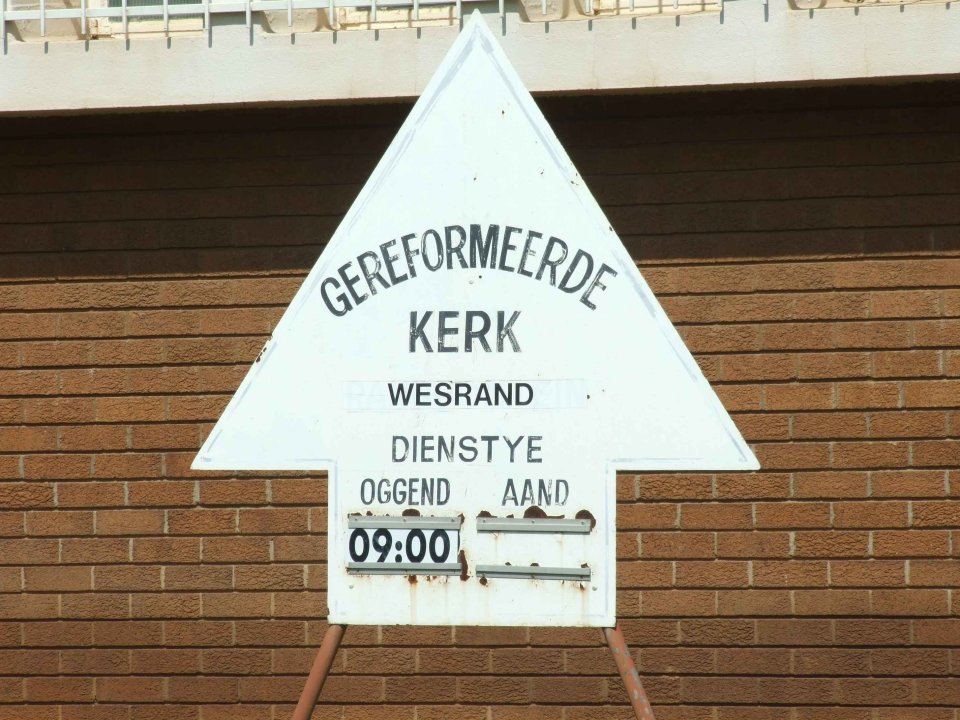 GEREFORMEERDE
KERK
WESRAND
DIENSTYE
OGGEND AAND
09:00